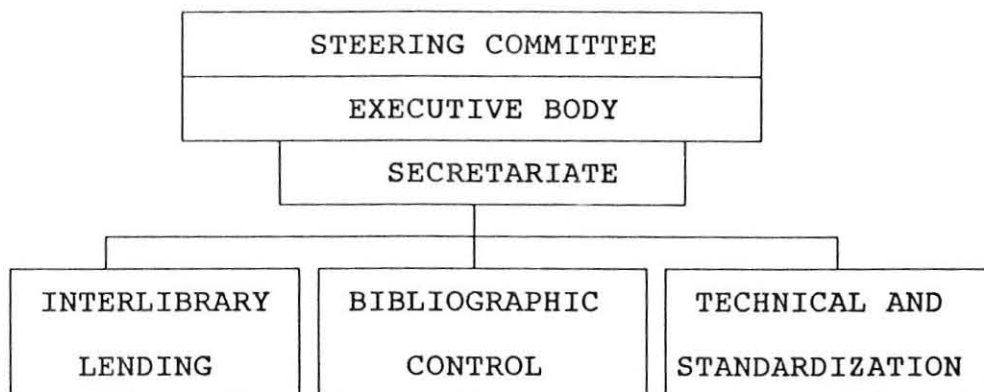 STEERING COMMITTEE
EXECUTIVE BODY
SECRETARIATE
INTERLIBRARY
LENDING
BIBLIOGRAPHIC
CONTROL
TECHNICAL AND
STANDARDIZATION